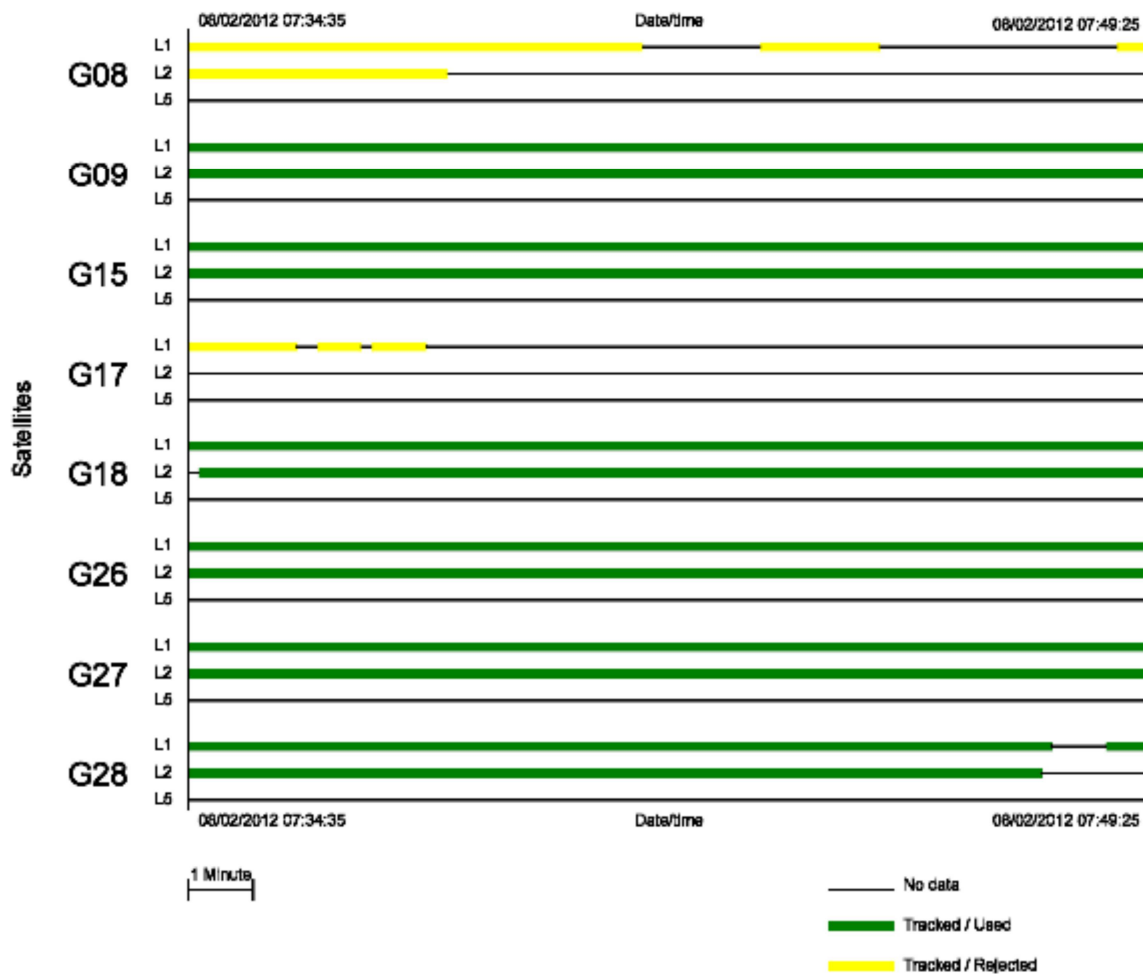 08/02/2012 07:34:35 Date/time 08/02/2012 07:49:25
L1
G08 L2
L5
L1
G09 L2
L5
L1
G15 L2
L5
L1
G17 L2
L5
Satellites
L1
G18 L2
L5
L1
G26 L2
L5
L1
G27 L2
L5
L1
G28 L2
L5
08/02/2012 07:34:35 Date/time 08/02/2012 07:49:25
1 Minute
No data
Tracked / Used
Tracked / Rejected